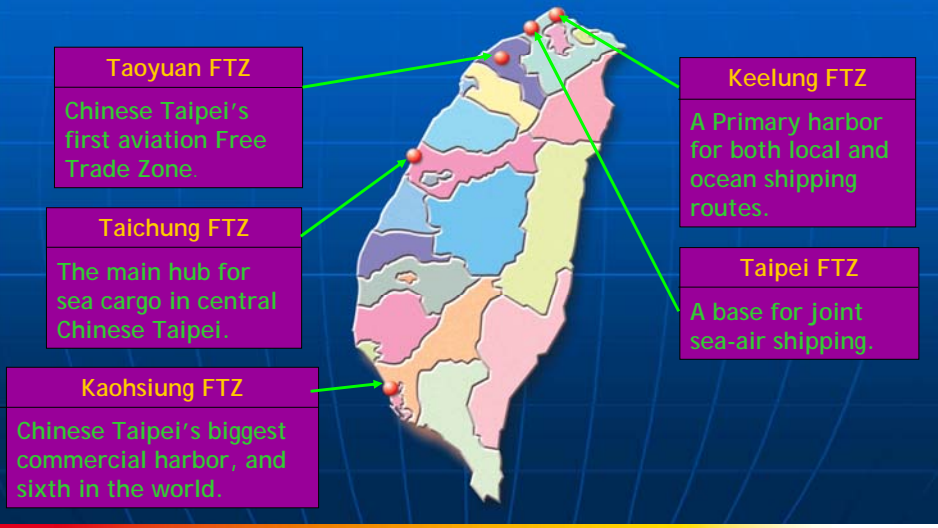 Taoyuan FTZ
Chinese Taipei's
first aviation Free
Trade Zone.
Taichung FTZ
The main hub for
sea cargo in central
Chinese Taipei.
Kaohsiung FTZ
Chinese Taipei's biggest
commercial harbor, and
sixth in the world.
Keelung FTZ
A Primary harbor
for both local and
ocean shipping
routes.
Taipei FTZ
A base for joint
sea-air shipping.